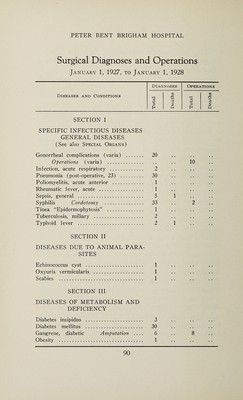 PETER BENT BRIGHAM HOSPITAL
Surgical Diagnoses and Operations
JANUARY 1, 1927, TO JANUARY 1, 1928
DIAGNOSES OPERATIONS
DISEASES AND CONDITIONS Total Deaths Total Deaths
SECTION I
SPECIFIC INFECTIOUS DISEASES
GENERAL DISEASES
(See also SPECIAL ORGANS)
Gonorrheal complications (varia) ....... 20 .. .. ..
Operations (varia) ............ .. .. 10 ..
Infection, acute respiratory ............ 2 .. .. ..
Pneumonia (post-operative, 23) ........ 30 .. .. ..
Poliomyelitis, acute anterior ........... 1 .. .. ..
Rheumatic fever, acute ............... 1 .. .. ..
Sepsis, general ....................... 5 1 .. ..
Syphilis Cordotomy ............ 33 .. 2 ..
Tinea "Epidermophytosis" ............ 1 .. .. ..
Tuberculosis, miliary ................. 2 .. .. ..
Typhoid fever ....................... 2 1 .. ..
SECTION II
DISEASES DUE TO ANIMAL PARA-
SITES
Echinococcus cyst .................... 1 .. .. ..
Oxyuris vermicularis ................. 1 .. .. ..
Scabies ............................. 1 .. .. ..
SECTION III
DISEASES OF METABOLISM AND
DEFICIENCY
Diabetes insipidus ................... 3 .. .. ..
Diabetes mellitus .................... 30 .. .. ..
Gangrene, diabetic Amputation .... 6 .. 8 ..
Obesity ............................. 1 .. .. ..
90